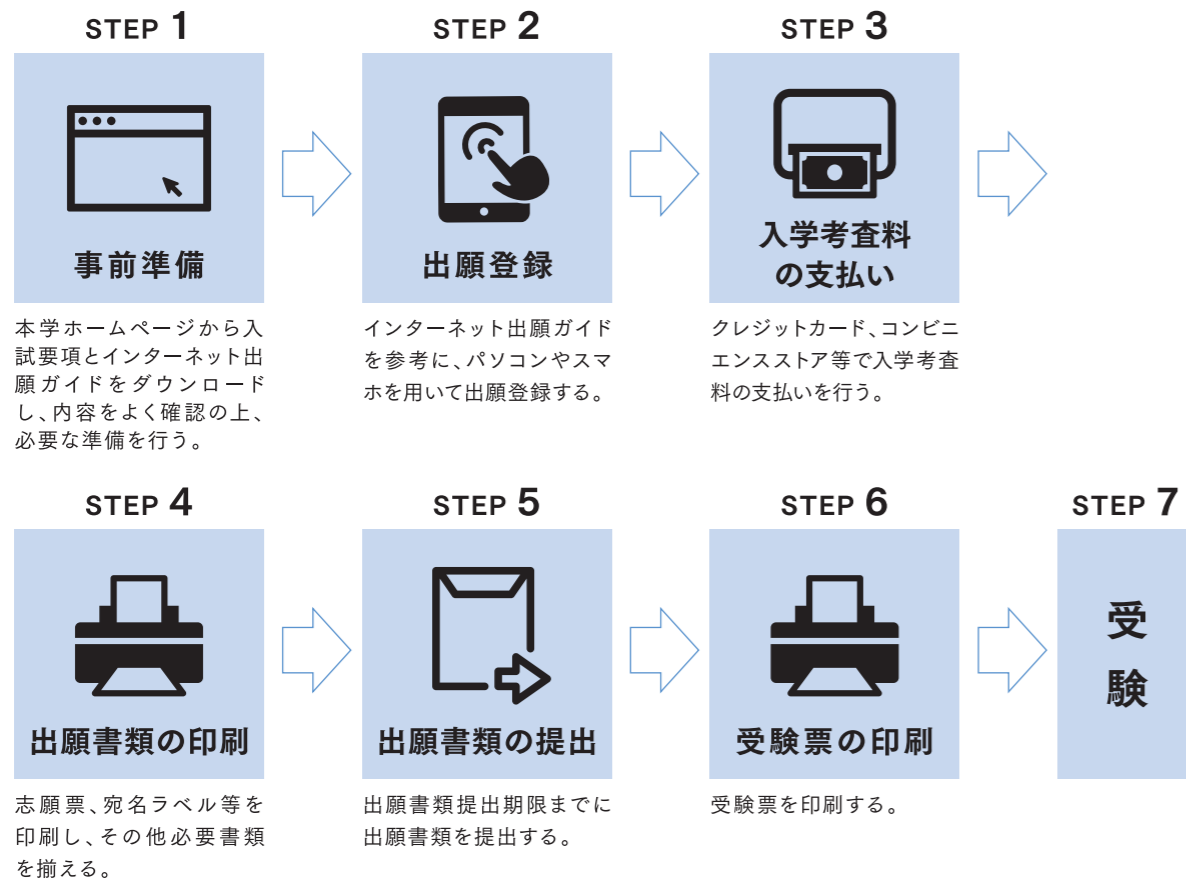 STEP 1
事前準備
本学ホームページから入
試要項とインターネット出
願ガイドをダウンロード
し、内容をよく確認の上、
必要な準備を行う。
STEP 2
出願登録
インターネット出願ガイド
を参考に、パソコンやスマ
ホを用いて出願登録する。
STEP 3
入学考査料
の支払い
クレジットカード、コンビニ
エンスストア等で入学考査
料の支払いを行う。
STEP 4
出願書類の印刷
志願票、宛名ラベル等を
印刷し、その他必要書類
を揃える。
STEP 5
出願書類の提出
出願書類提出期限までに
出願書類を提出する。
STEP 6
受験票の印刷
受験票を印刷する。
STEP 7
受
験